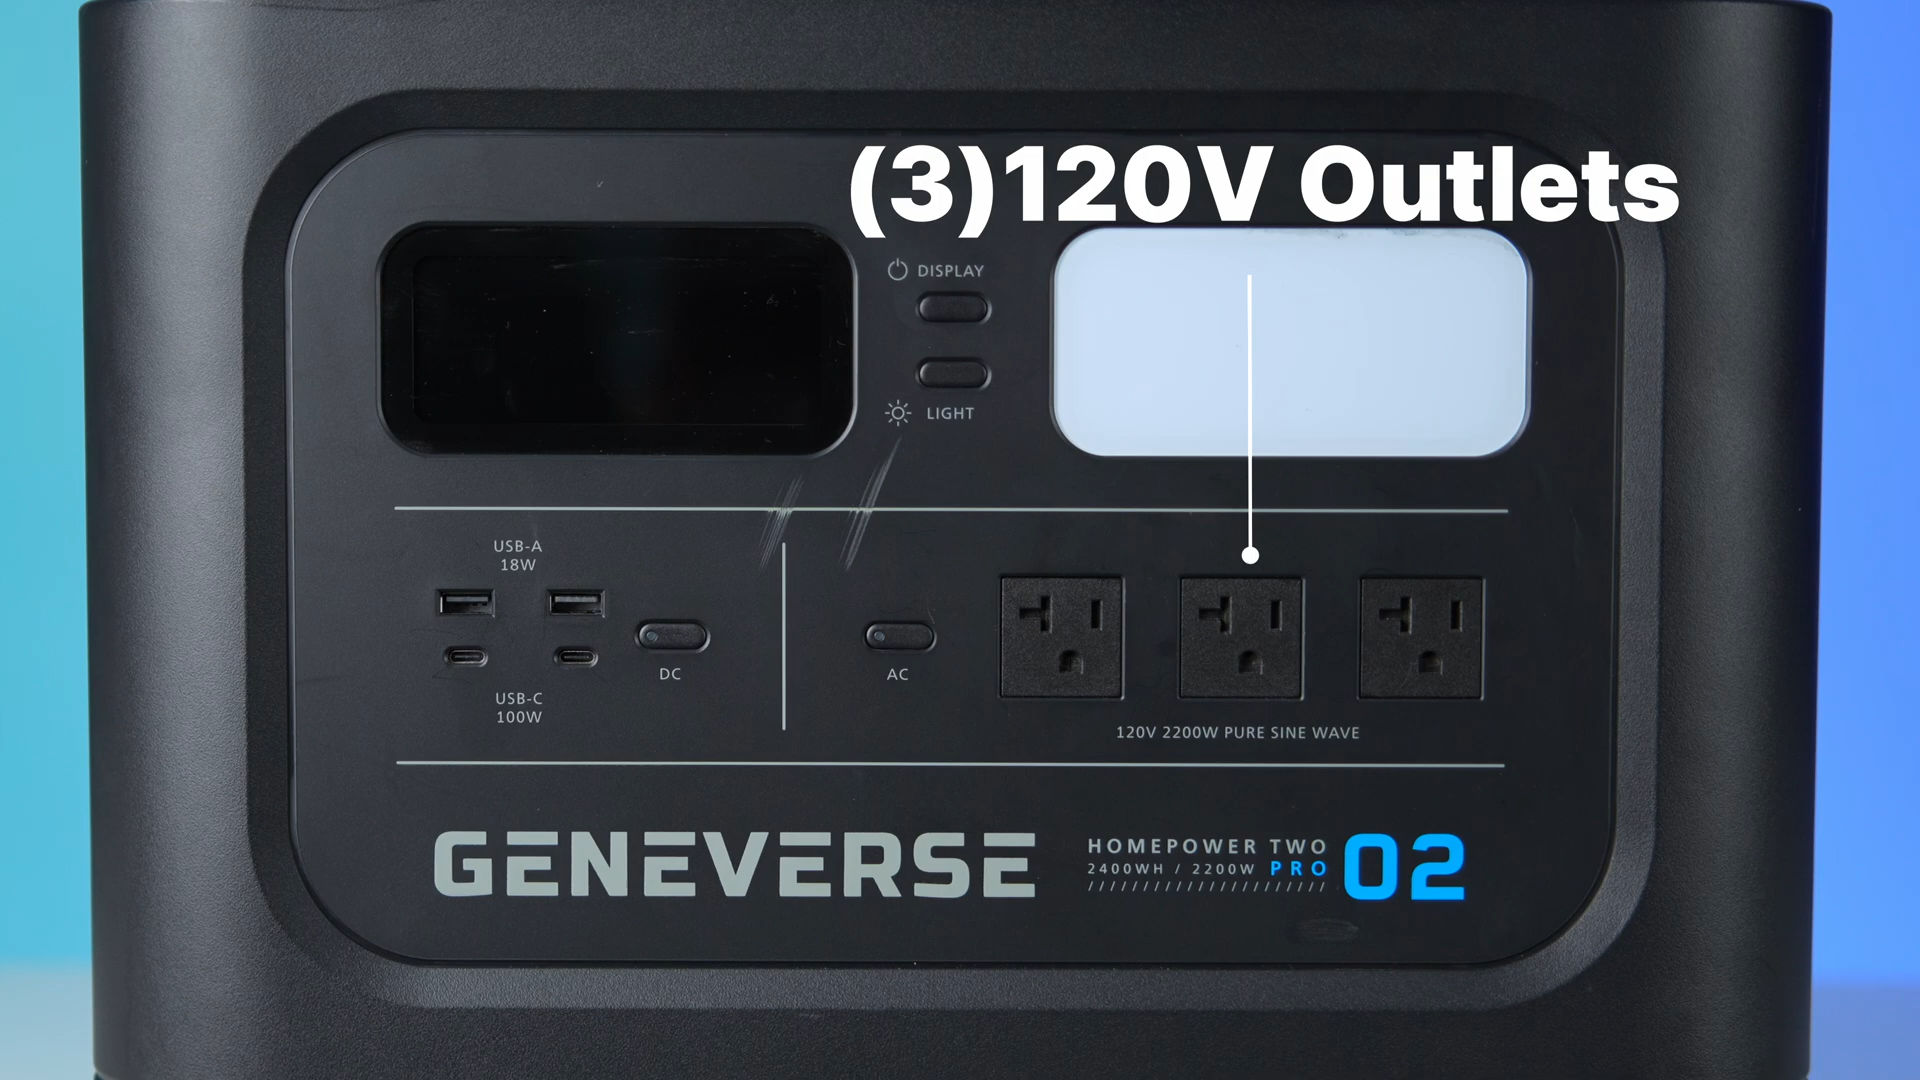 (3)120V Outlets
DISPLAY
LIGHT
USB-A
18W
USB-C
100W
DC
AC
120V 2200W PURE SINE WAVE
GENEVERSE
HOMEPOWER TWO
2400WH / 2200W PRO
02